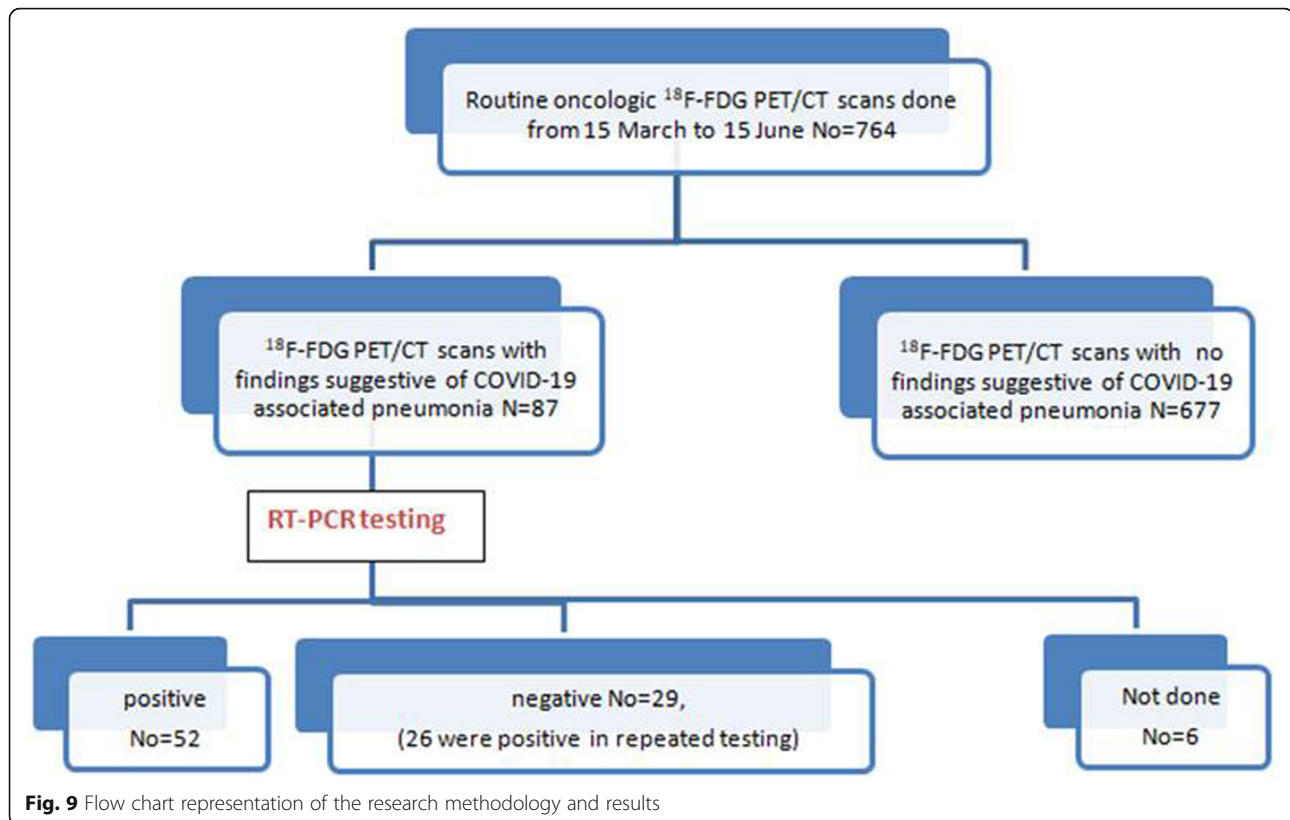 Routine oncologic ¹⁸F-FDG PET/CT scans done
from 15 March to 15 June No=764
¹⁸F-FDG PET/CT scans with
findings suggestive of COVID-19
associated pneumonia N=87
¹⁸F-FDG PET/CT scans with no
findings suggestive of COVID-19
associated pneumonia N=677
RT-PCR testing
positive
No=52
negative No=29,
(26 were positive in repeated testing)
Not done
No=6
Fig. 9 Flow chart representation of the research methodology and results